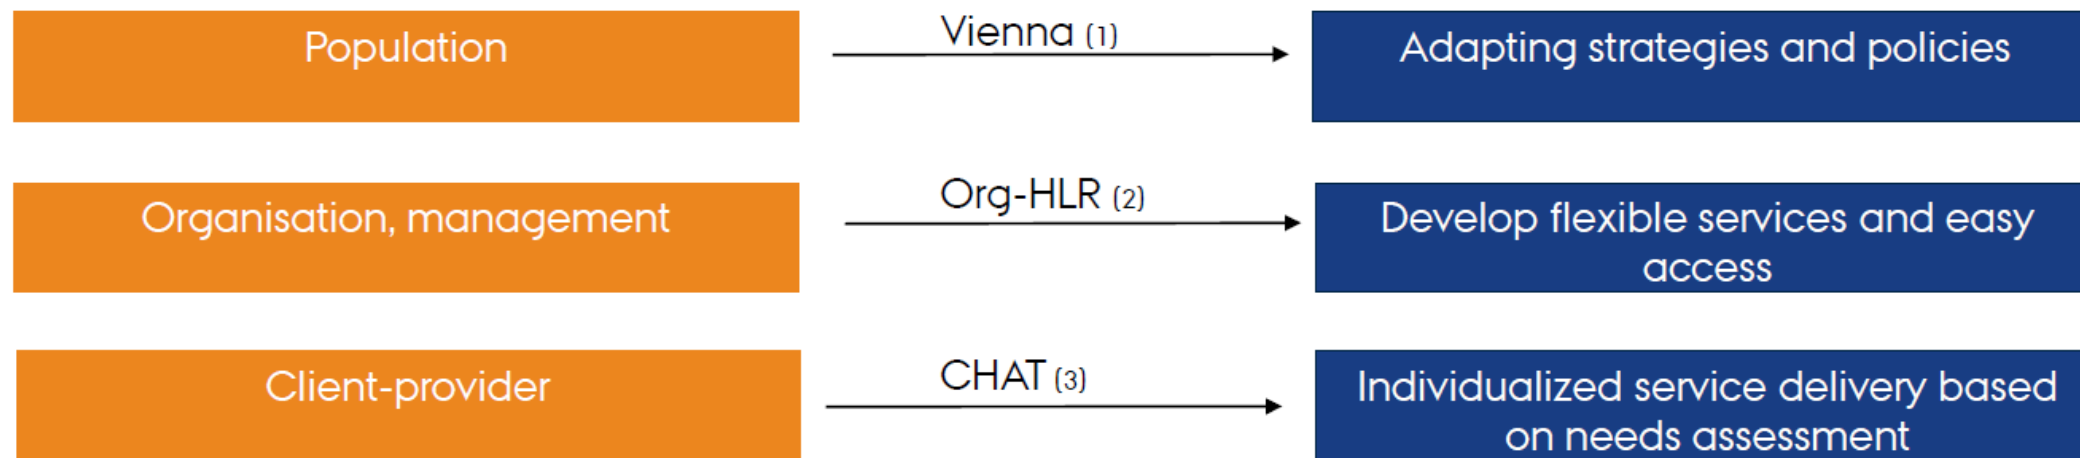 Population
Vienna (1)
Adapting strategies and policies
Organisation, management
Org-HLR (2)
Develop flexible services and easy
access
Client-provider
CHAT (3)
Individualized service delivery based
on needs assessment